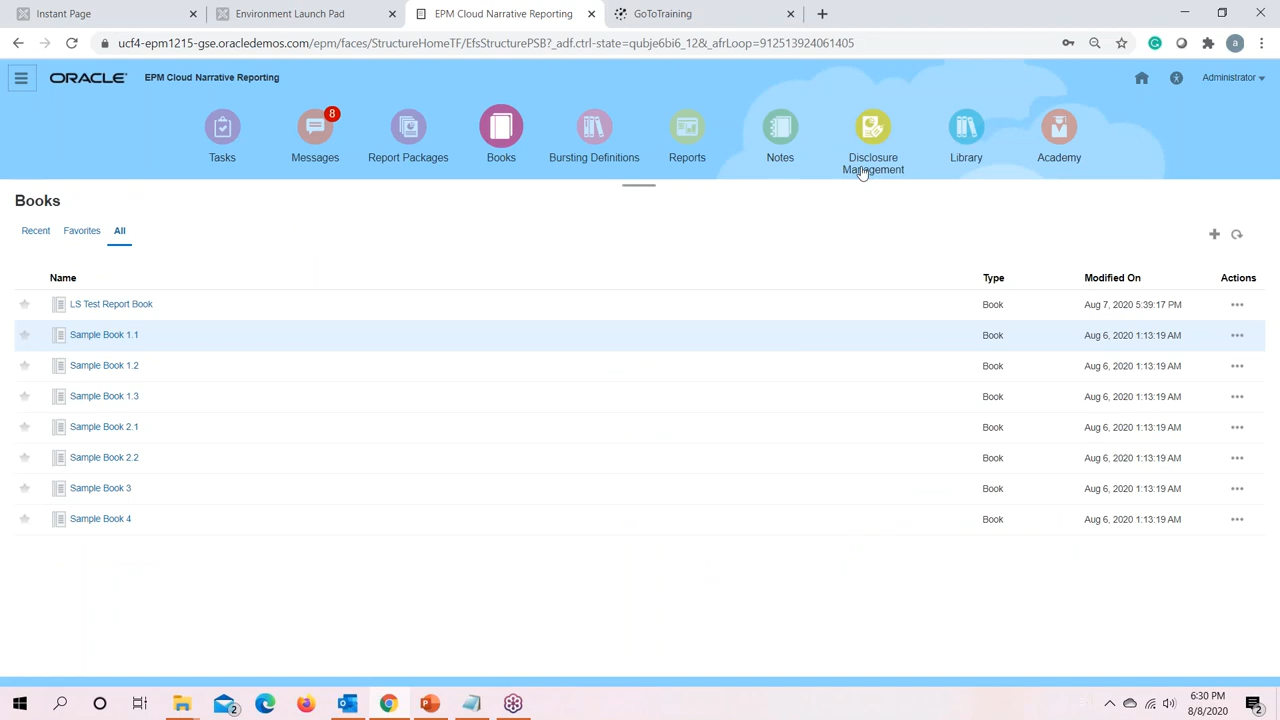 Instant Page
Environment Launch Pad
EPM Cloud Narrative Reporting
GoToTraining
ucf4-epm1215-gse.oracledemos.com/epm/faces/StructureHomeTF/EfsStructurePSB?_adf.ctrl-state=qubje6bi6_12&_afrLoop=912513924061405
a
ORACLE
EPM Cloud Narrative Reporting
Administrator
8
Tasks
Messages
Report Packages
Books
Bursting Definitions
Reports
Notes
Disclosure
Management
Library
Academy
Books
Recent
Favorites
All
Name
Type
Modified On
Actions
LS Test Report Book
Book
Aug 7, 2020 5:39:17 PM
Sample Book 1.1
Book
Aug 6, 2020 1:13:19 AM
Sample Book 1.2
Book
Aug 6, 2020 1:13:19 AM
Sample Book 1.3
Book
Aug 6, 2020 1:13:19 AM
Sample Book 2.1
Book
Aug 6, 2020 1:13:19 AM
Sample Book 2.2
Book
Aug 6, 2020 1:13:19 AM
Sample Book 3
Book
Aug 6, 2020 1:13:19 AM
Sample Book 4
Book
Aug 6, 2020 1:13:19 AM
2
6:30 PM
8/8/2020
2